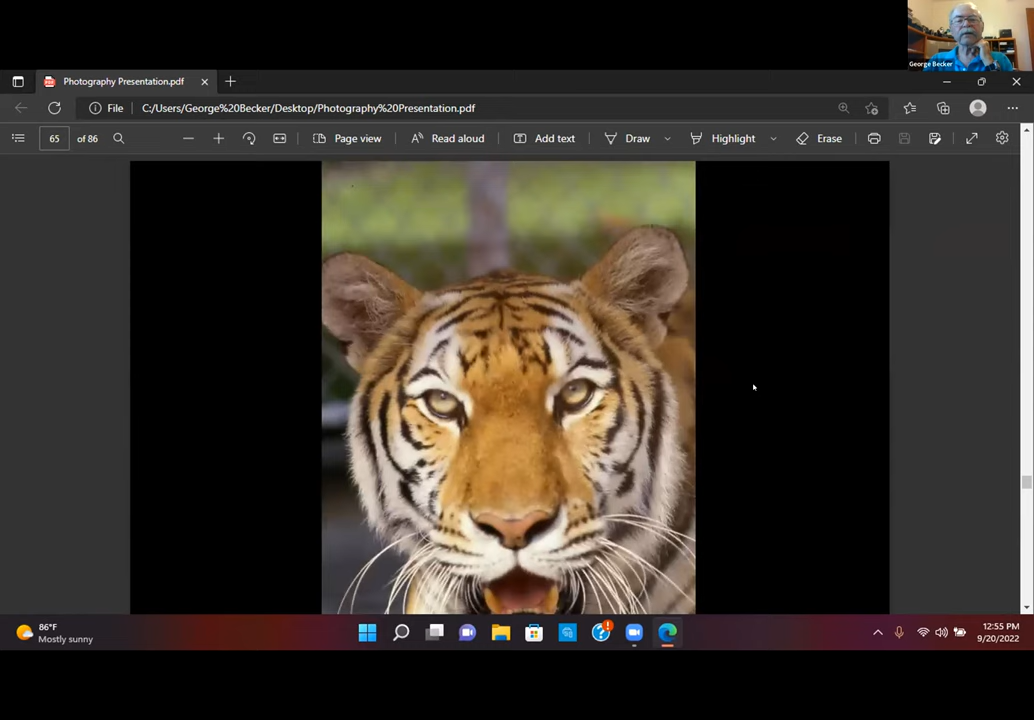 George Becker
Photography Presentation.pdf
File C:/Users/George%20Becker/Desktop/Photography%20Presentation.pdf
65 of 86 Page view Read aloud Add text Draw Highlight Erase
86°F
Mostly sunny
12:55 PM
9/20/2022